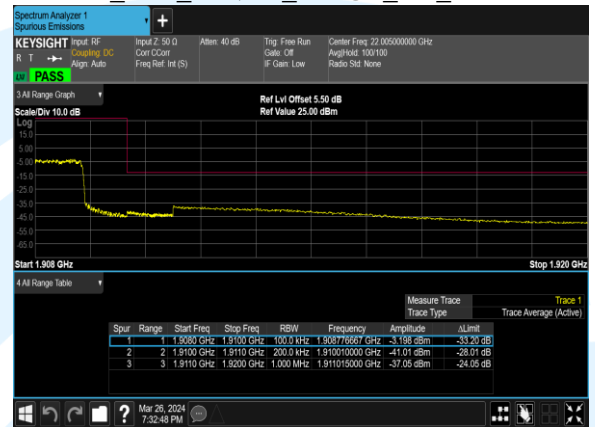 Spectrum Analyzer 1
Spurious Emissions
+
KEYSIGHT Input: RF Input Z: 50 Ω Atten: 40 dB Trig: Free Run Center Freq: 22.005000000 GHz
R T Coupling: DC Corr CCorr Gate: Off Avg|Hold: 100/100
Align: Auto Freq Ref: Int (S) IF Gain: Low Radio Std: None
LV PASS
3 All Range Graph
Ref Lvl Offset 5.50 dB
Scale/Div 10.0 dB Ref Value 25.00 dBm
Log
15.0
5.00
-5.00
-15.0
-25.0
-35.0
-45.0
-55.0
-65.0
Start 1.908 GHz Stop 1.920 GHz
4 All Range Table
Measure Trace Trace 1
Trace Type Trace Average (Active)
Spur Range Start Freq Stop Freq RBW Frequency Amplitude ΔLimit
1 1 1.9080 GHz 1.9100 GHz 100.0 kHz 1.908776667 GHz -3.198 dBm -33.20 dB
2 2 1.9100 GHz 1.9110 GHz 200.0 kHz 1.910010000 GHz -41.01 dBm -28.01 dB
3 3 1.9110 GHz 1.9200 GHz 1.000 MHz 1.911015000 GHz -37.05 dBm -24.05 dB
? Mar 26, 2024
7:32:48 PM